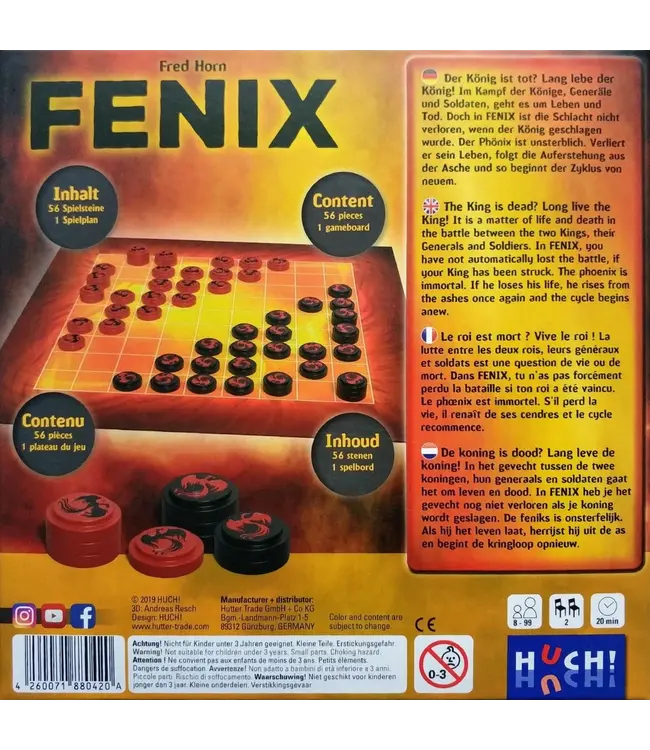 Fred Horn
FENIX
Inhalt
56 Spielsteine
1 Spielplan
Content
56 pieces
1 gameboard
Contenu
56 pièces
1 plateau du jeu
Inhoud
56 stenen
1 spelbord
Der König ist tot? Lang lebe der
König! Im Kampf der Könige, Generäle
und Soldaten, geht es um Leben und
Tod. Doch in FENIX ist die Schlacht nicht
verloren, wenn der König geschlagen
wurde. Der Phönix ist unsterblich. Verliert
er sein Leben, folgt die Auferstehung aus
der Asche und so beginnt der Zyklus von
neuem.
The King is dead? Long live the
King! It is a matter of life and death in
the battle between the two Kings, their
Generals and Soldiers. In FENIX, you
have not automatically lost the battle, if
your King has been struck. The phoenix is
immortal. If he loses his life, he rises from
the ashes once again and the cycle begins
anew.
Le roi est mort ? Vive le roi ! La
lutte entre les deux rois, leurs généraux
et soldats est une question de vie ou de
mort. Dans FENIX, tu n'as pas forcément
perdu la bataille si ton roi a été vaincu.
Le phœnix est immortel. S'il perd la
vie, il renaît de ses cendres et le cycle
recommence.
De koning is dood? Lang leve de
koning! In het gevecht tussen de twee
koningen, hun generaals en soldaten gaat
het om leven en dood. In FENIX heb je het
gevecht nog niet verloren als je koning
wordt geslagen. De feniks is onsterfelijk.
Als hij het leven laat, herrijst hij uit de as
en begint de kringloop opnieuw.
© 2019 HUCH!
3D: Andreas Resch
Design: HUCH!
www.hutter-trade.com
Manufacturer + distributor:
Hutter Trade GmbH + Co KG
Bgm.-Landmann-Platz 1-5
89312 Günzburg, GERMANY
Color and content are
subject to change.
CE
8 - 99
2
20 min
4 260071 880420 A
Achtung! Nicht für Kinder unter 3 Jahren geeignet. Kleine Teile. Erstickungsgefahr.
Warning! Not suitable for children under 3 years. Small parts. Choking hazard.
Attention ! Ne convient pas aux enfants de moins de 3 ans. Petits éléments.
Dangers de suffocation. Avvertenza! Non adatto a bambini di età inferiore ai 3 anni.
Piccole parti. Rischio di soffocamento. Waarschuwing! Niet geschikt voor kinderen
jonger dan 3 jaar. Kleine onderdelen. Verstikkingsgevaar
0-3
HUCH!
HUCH!